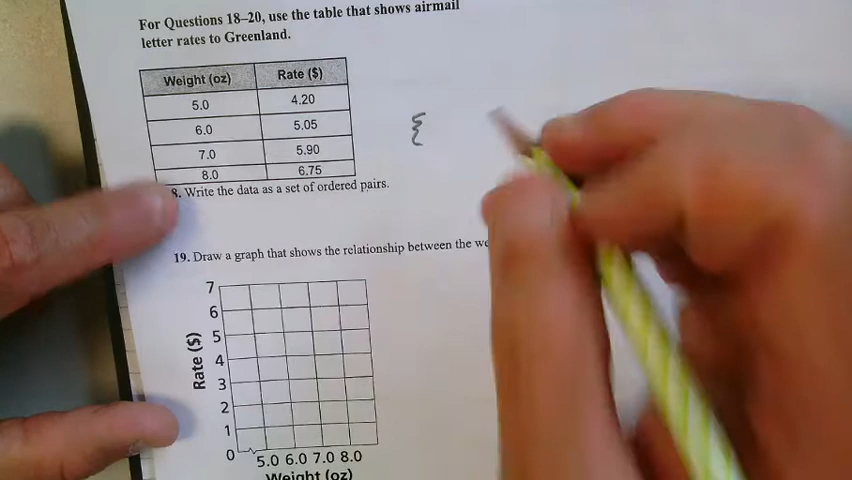 For Questions 18–20, use the table that shows airmail
letter rates to Greenland.
Weight (oz) Rate ($)
5.0 4.20
6.0 5.05
7.0 5.90
8.0 6.75
8. Write the data as a set of ordered pairs.
{
19. Draw a graph that shows the relationship between the
7
6
5
4
3
2
1
0
Rate ($)
5.0 6.0 7.0 8.0
Weight (oz)